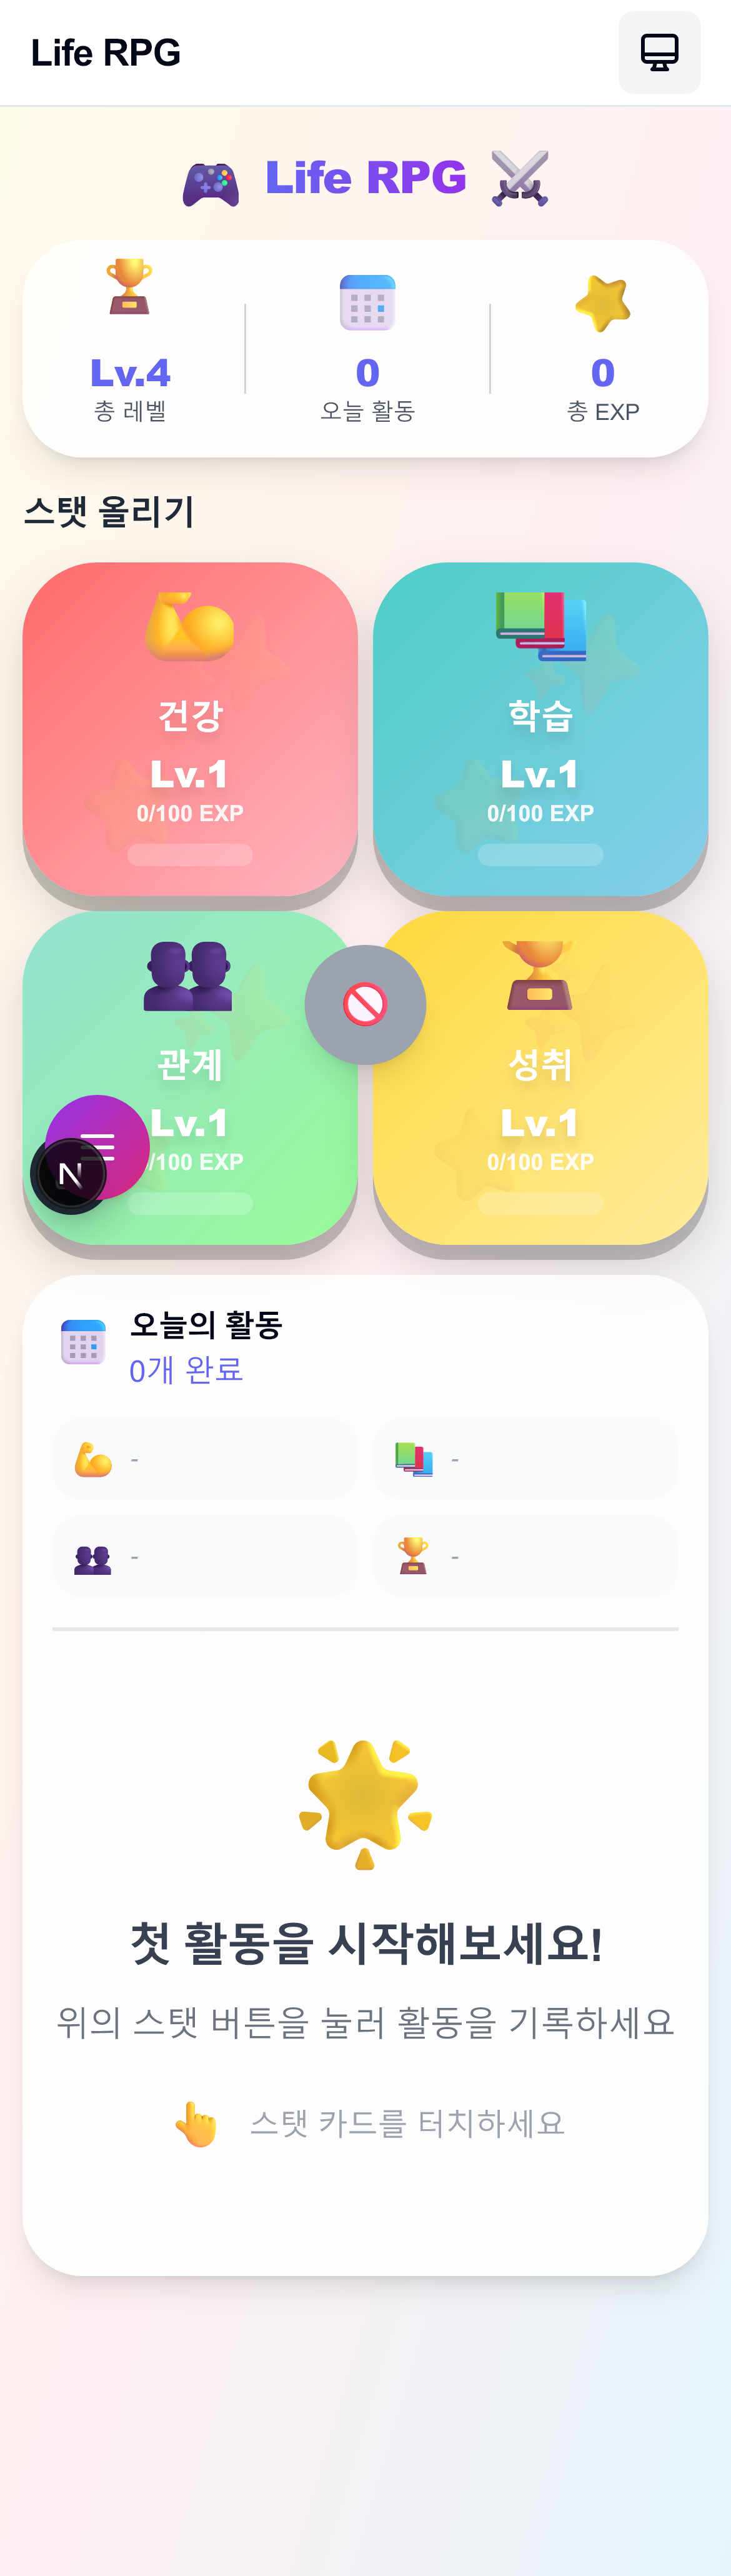 Life RPG
Life RPG
Lv.4
총 레벨
0
오늘 활동
0
총 EXP
스탯 올리기
건강
Lv.1
0/100 EXP
학습
Lv.1
0/100 EXP
관계
Lv.1
/100 EXP
성취
Lv.1
0/100 EXP
N
오늘의 활동
0개 완료
-
-
-
-
첫 활동을 시작해보세요!
위의 스탯 버튼을 눌러 활동을 기록하세요
스탯 카드를 터치하세요